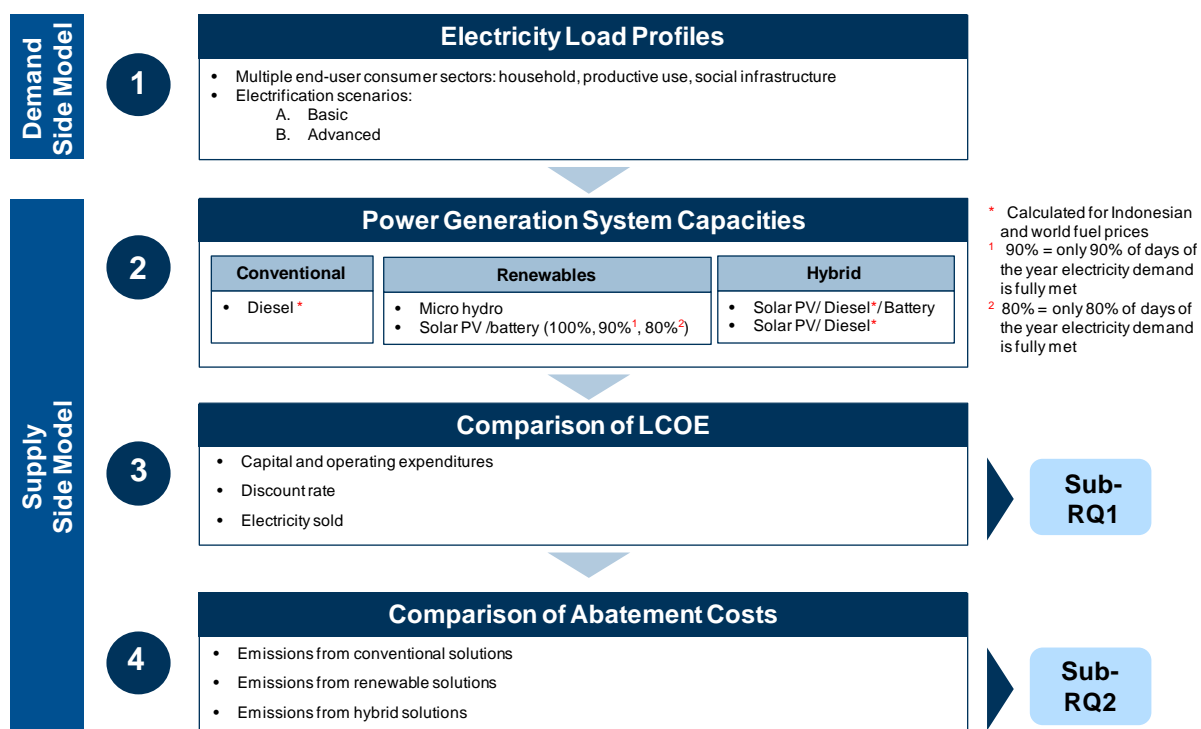 Demand
Side Model
1
Electricity Load Profiles
• Multiple end-user consumer sectors: household, productive use, social infrastructure
• Electrification scenarios:
A. Basic
B. Advanced
Supply
Side Model
2
Power Generation System Capacities
Conventional
• Diesel *
Renewables
• Micro hydro
• Solar PV /battery (100%, 90%¹, 80%²)
Hybrid
• Solar PV/ Diesel*/ Battery
• Solar PV/ Diesel*
* Calculated for Indonesian
and world fuel prices
¹ 90% = only 90% of days of
the year electricity demand
is fully met
² 80% = only 80% of days of
the year electricity demand
is fully met
3
Comparison of LCOE
• Capital and operating expenditures
• Discount rate
• Electricity sold
Sub-
RQ1
4
Comparison of Abatement Costs
• Emissions from conventional solutions
• Emissions from renewable solutions
• Emissions from hybrid solutions
Sub-
RQ2